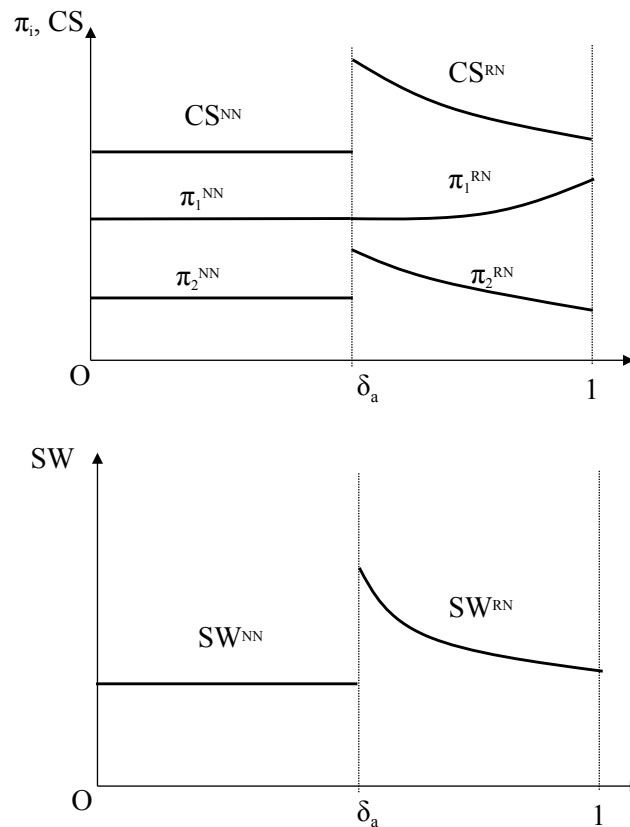 πi, CS
CSRN
CSNN
π1NN
π1RN
π2NN
π2RN
O
δa
1
SW
SWRN
SWNN
O
δa
1